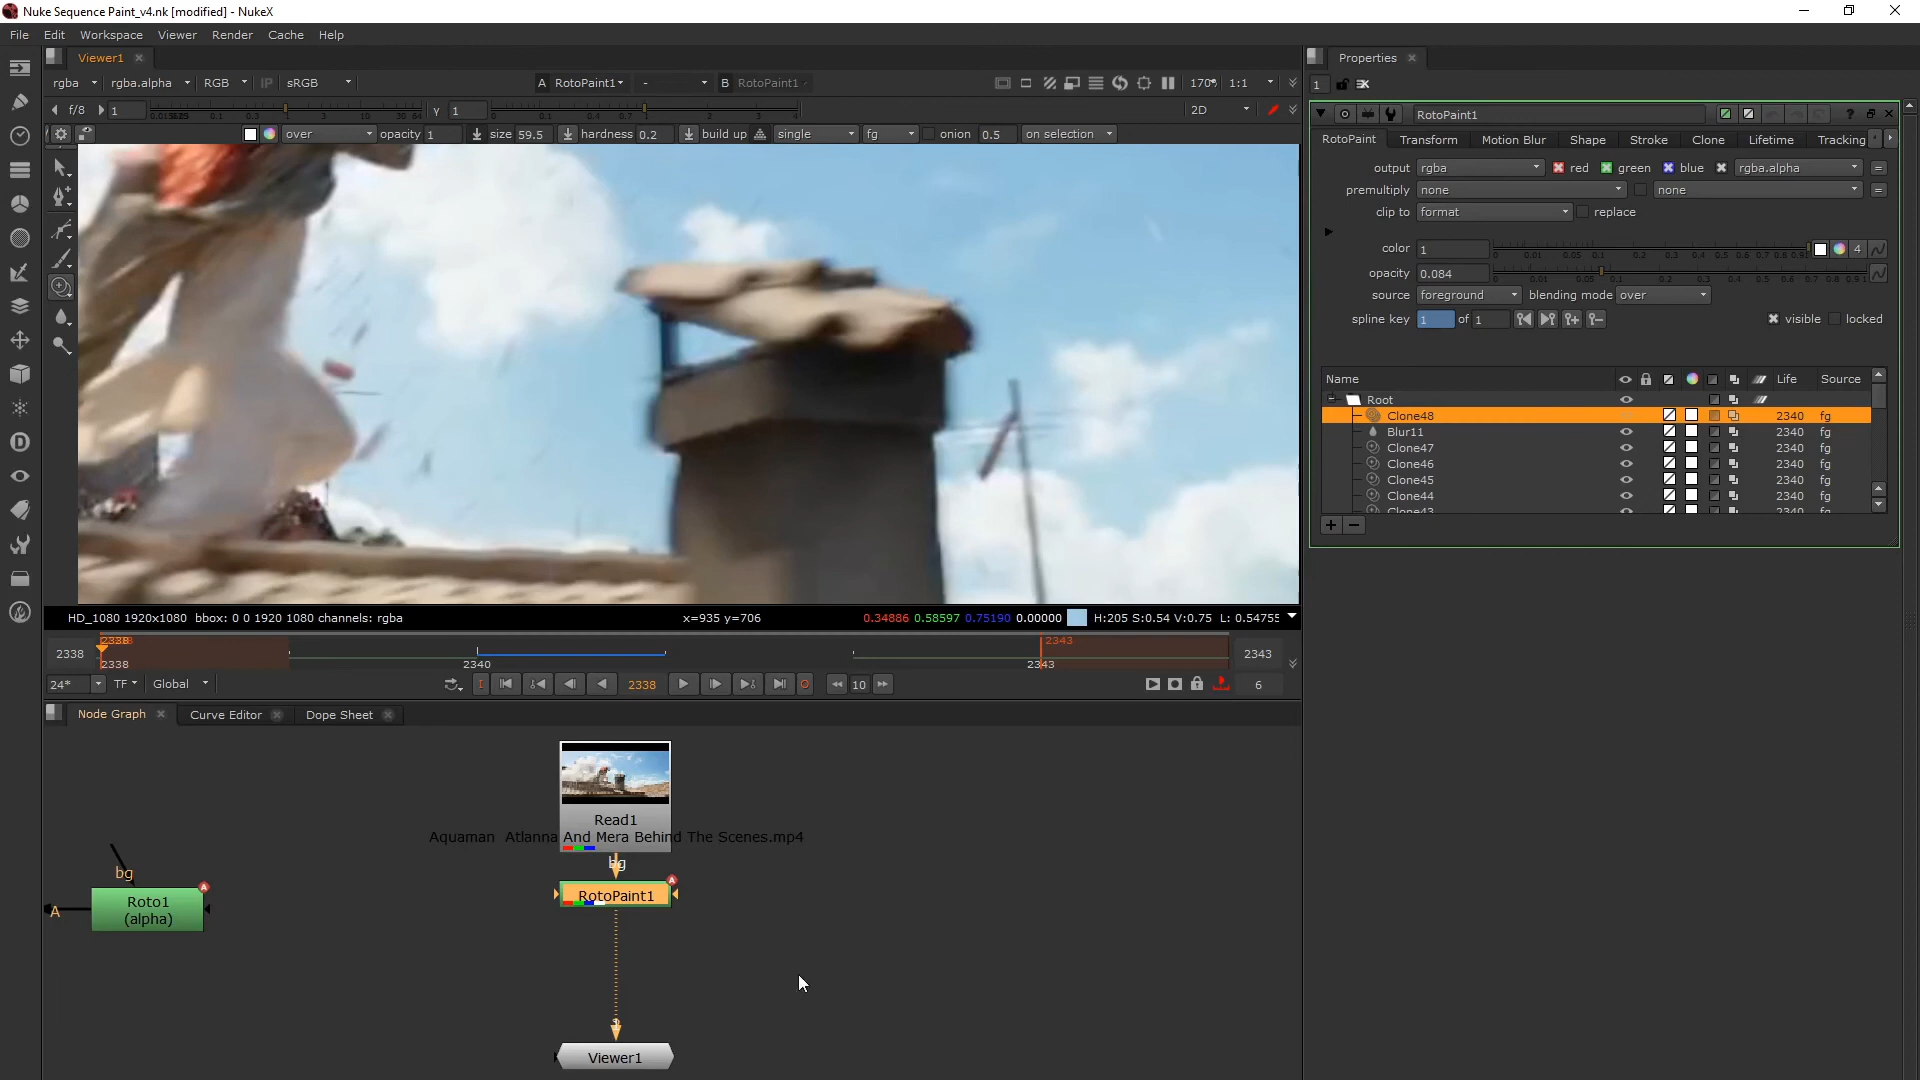 Nuke Sequence Paint_v4.nk [modified] - NukeX
File Edit Workspace Viewer Render Cache Help
Viewer1
rgba rgba.alpha RGB IP sRGB A RotoPaint1 - B RotoPaint1 170% 1:1
f/8 1 γ 1 2D
over opacity 1 size 59.5 hardness 0.2 build up single fg onion 0.5 on selection
HD_1080 1920x1080 bbox: 0 0 1920 1080 channels: rgba x=935 y=706 0.34886 0.58597 0.75190 0.00000 H:205 S:0.54 V:0.75 L: 0.54755
2338 2338 2338 2340 2343 2343 2343
24* TF Global 2338 10 6
Node Graph Curve Editor Dope Sheet
Read1
Aquaman Atlanna And Mera Behind The Scenes.mp4
bg
RotoPaint1
bg
A
Roto1
(alpha)
Viewer1
Properties
1
RotoPaint1
RotoPaint Transform Motion Blur Shape Stroke Clone Lifetime Tracking
output rgba red green blue rgba.alpha =
premultiply none none =
clip to format replace
color 1 4
opacity 0.084
source foreground blending mode over
spline key 1 of 1 visible locked
Name Life Source
Root
Clone48 2340 fg
Blur11 2340 fg
Clone47 2340 fg
Clone46 2340 fg
Clone45 2340 fg
Clone44 2340 fg
Clone43 2340 fg